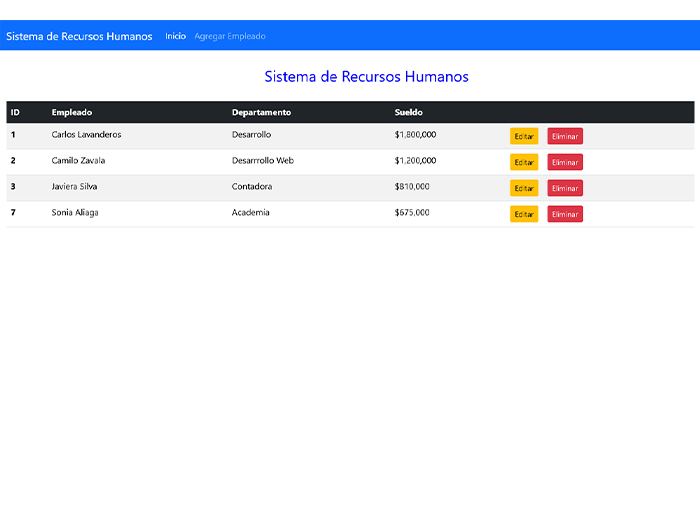 Sistema de Recursos Humanos Inicio Agregar Empleado
Sistema de Recursos Humanos
ID Empleado Departamento Sueldo
1 Carlos Lavanderos Desarrollo $1,800,000 Editar Eliminar
2 Camilo Zavala Desarrrollo Web $1,200,000 Editar Eliminar
3 Javiera Silva Contadora $810,000 Editar Eliminar
7 Sonia Aliaga Academia $675,000 Editar Eliminar